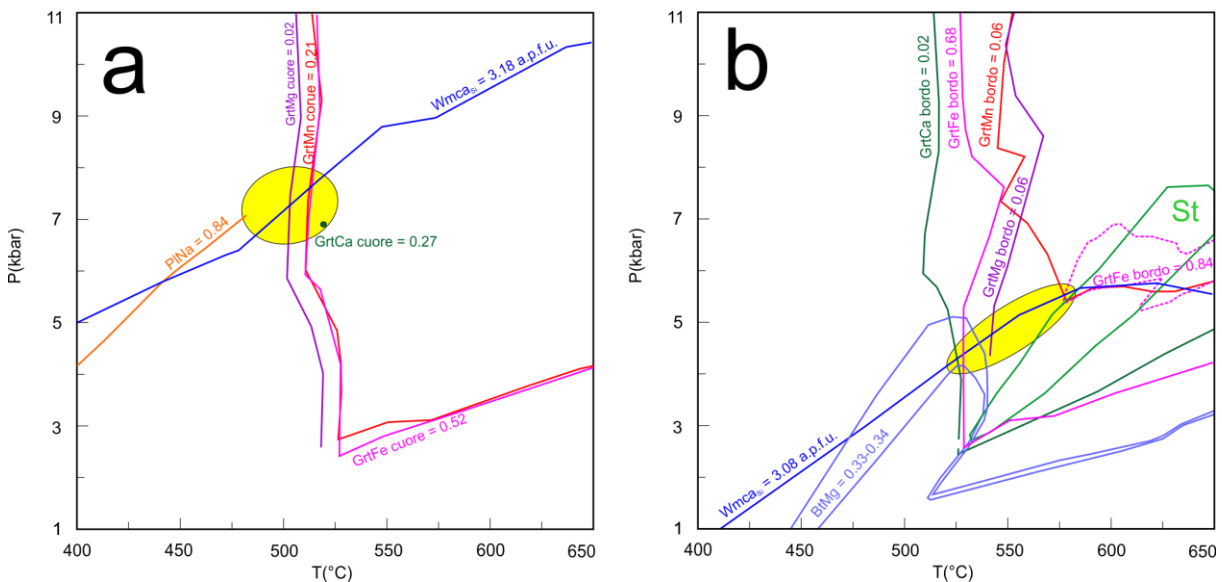 a
b
11
9
7
5
3
1
P(kbar)
400
450
500
550
600
650
T(°C)
GrtMg cuore = 0.02
GrtMn corue = 0.21
Wmca Si = 3.18 a.p.f.u.
PlNa = 0.84
GrtCa cuore = 0.27
GrtFe cuore = 0.52
11
9
7
5
3
1
P(kbar)
400
450
500
550
600
650
T(°C)
GrtCa bordo = 0.02
GrtFe bordo = 0.68
GrtMn bordo = 0.06
GrtMg bordo = 0.06
St
GrtFe bordo = 0.84
Wmca Si = 3.08 a.p.f.u.
BtMg = 0.33-0.34